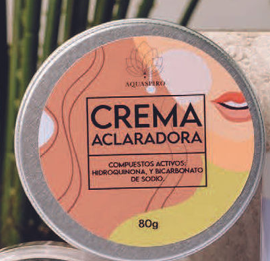 AQUASPIRO
CREMA
ACLARADORA
COMPUESTOS ACTIVOS:
HIDROQUINONA, Y BICARBONATO
DE SODIO.
80g